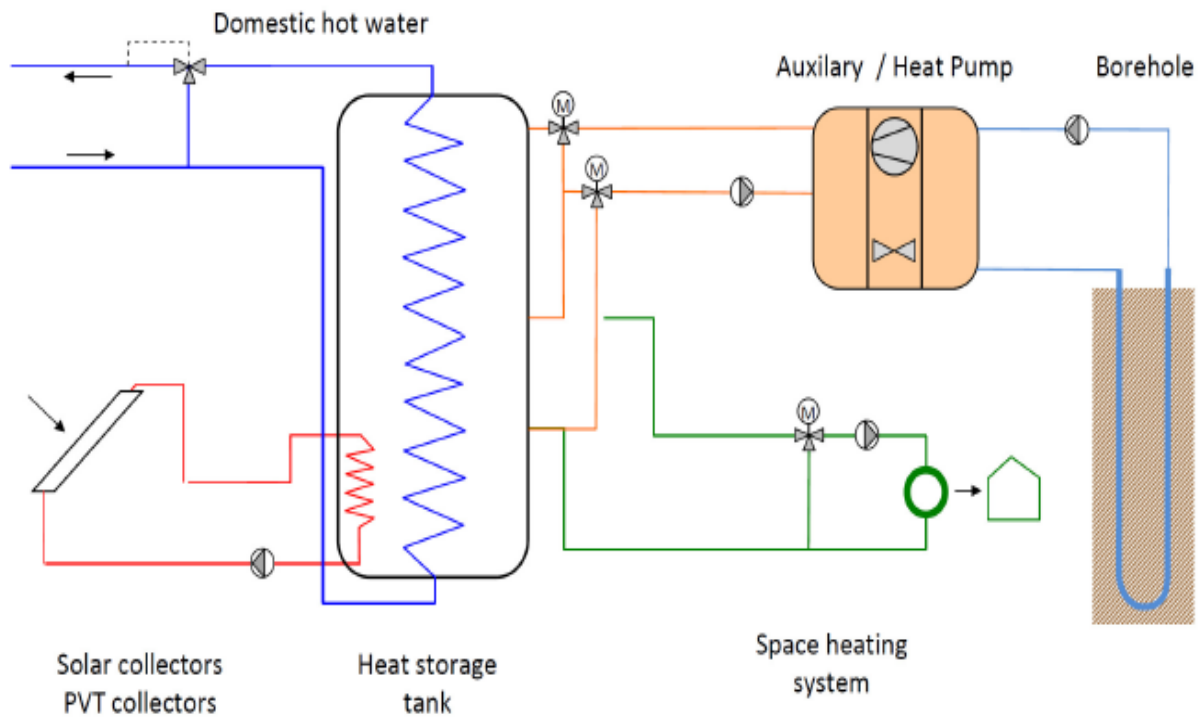 Domestic hot water
Auxilary / Heat Pump
Borehole
M
M
M
Solar collectors
PVT collectors
Heat storage
tank
Space heating
system